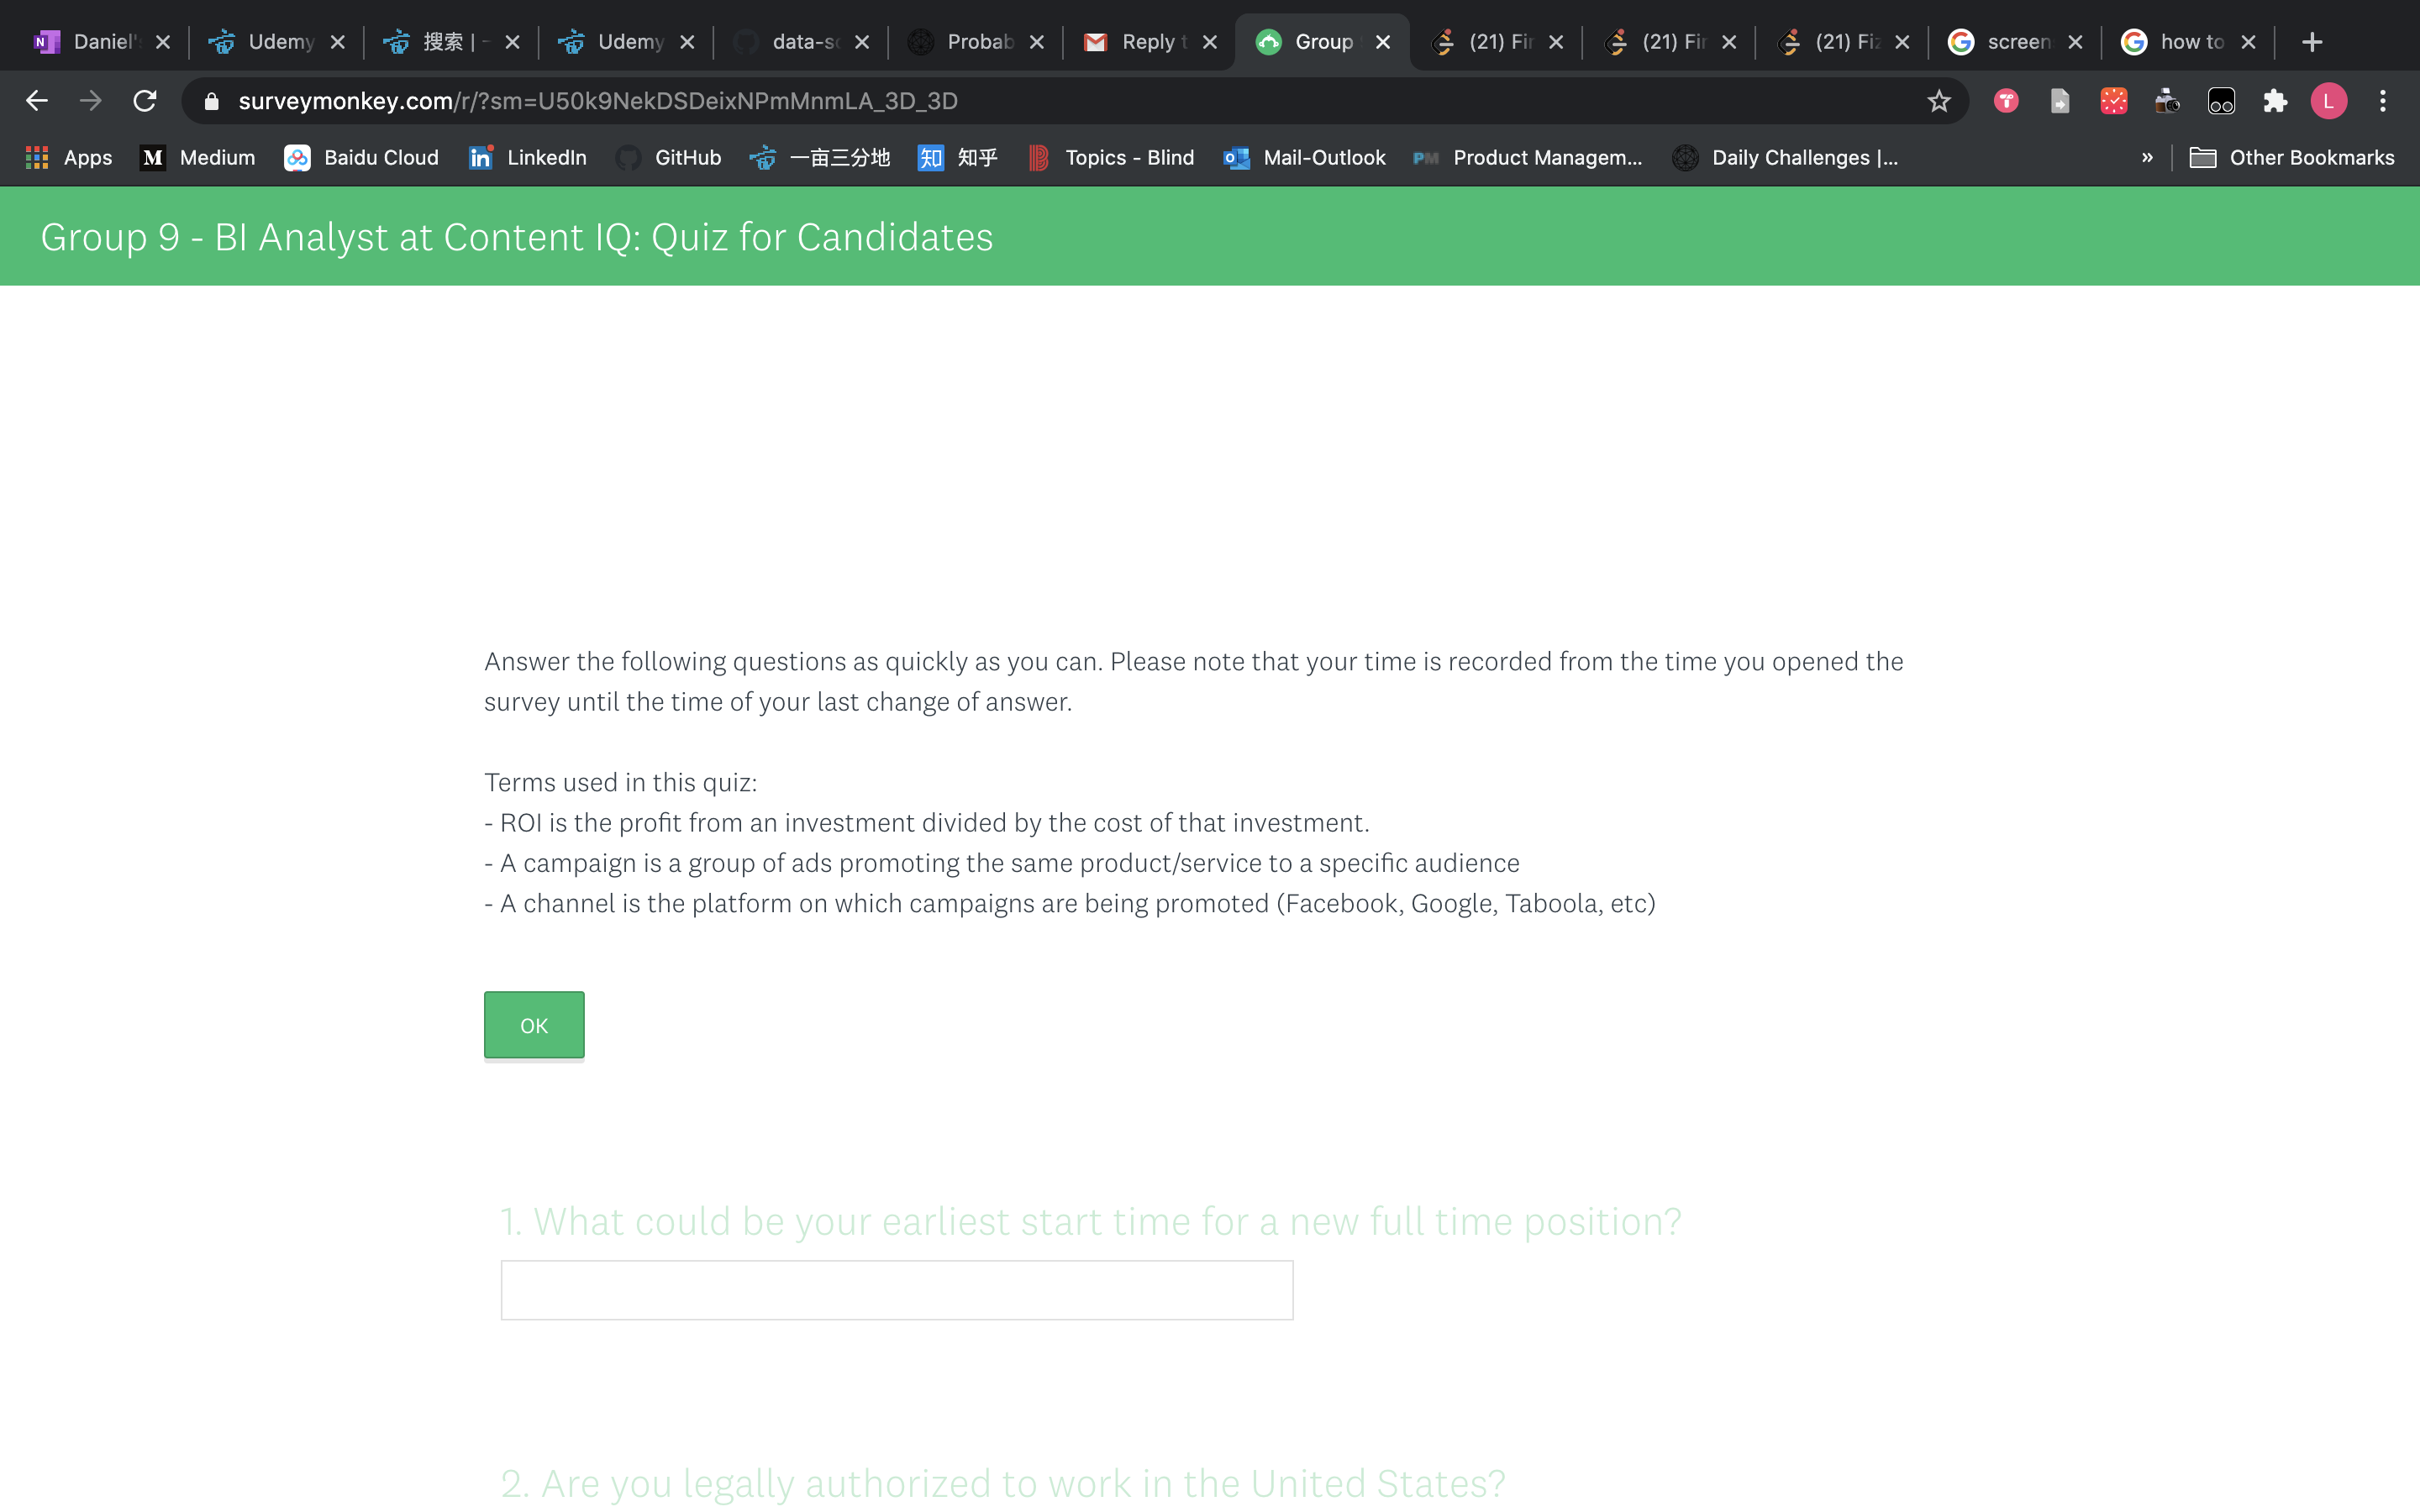 Daniel's
Udemy
搜索 | -
Udemy
data-sc
Probab
Reply t
Group
(21) Fir
(21) Fir
(21) Fiz
screen
how to
surveymonkey.com/r/?sm=U50k9NekDSDeixNPmMnmLA_3D_3D
L
Apps
M Medium
Baidu Cloud
in LinkedIn
GitHub
一亩三分地
知 知乎
Topics - Blind
Mail-Outlook
PM Product Managem...
Daily Challenges |...
»
Other Bookmarks
Group 9 - BI Analyst at Content IQ: Quiz for Candidates
Answer the following questions as quickly as you can. Please note that your time is recorded from the time you opened the
survey until the time of your last change of answer.
Terms used in this quiz:
- ROI is the profit from an investment divided by the cost of that investment.
- A campaign is a group of ads promoting the same product/service to a specific audience
- A channel is the platform on which campaigns are being promoted (Facebook, Google, Taboola, etc)
OK
1. What could be your earliest start time for a new full time position?
2. Are you legally authorized to work in the United States?